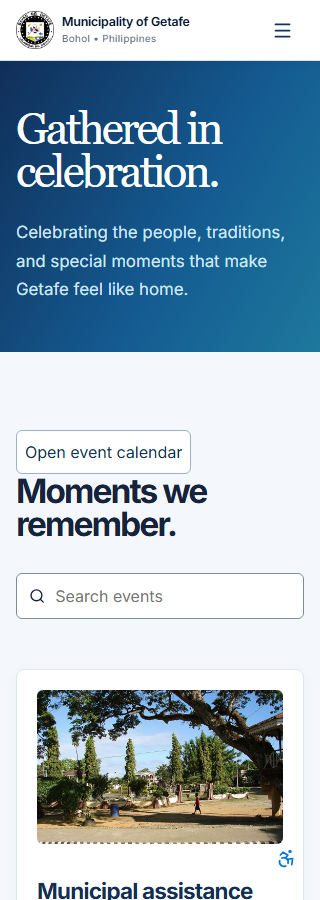 Municipality of Getafe
Bohol • Philippines
Gathered in
celebration.
Celebrating the people, traditions,
and special moments that make
Getafe feel like home.
Open event calendar
Moments we
remember.
Search events
Municipal assistance